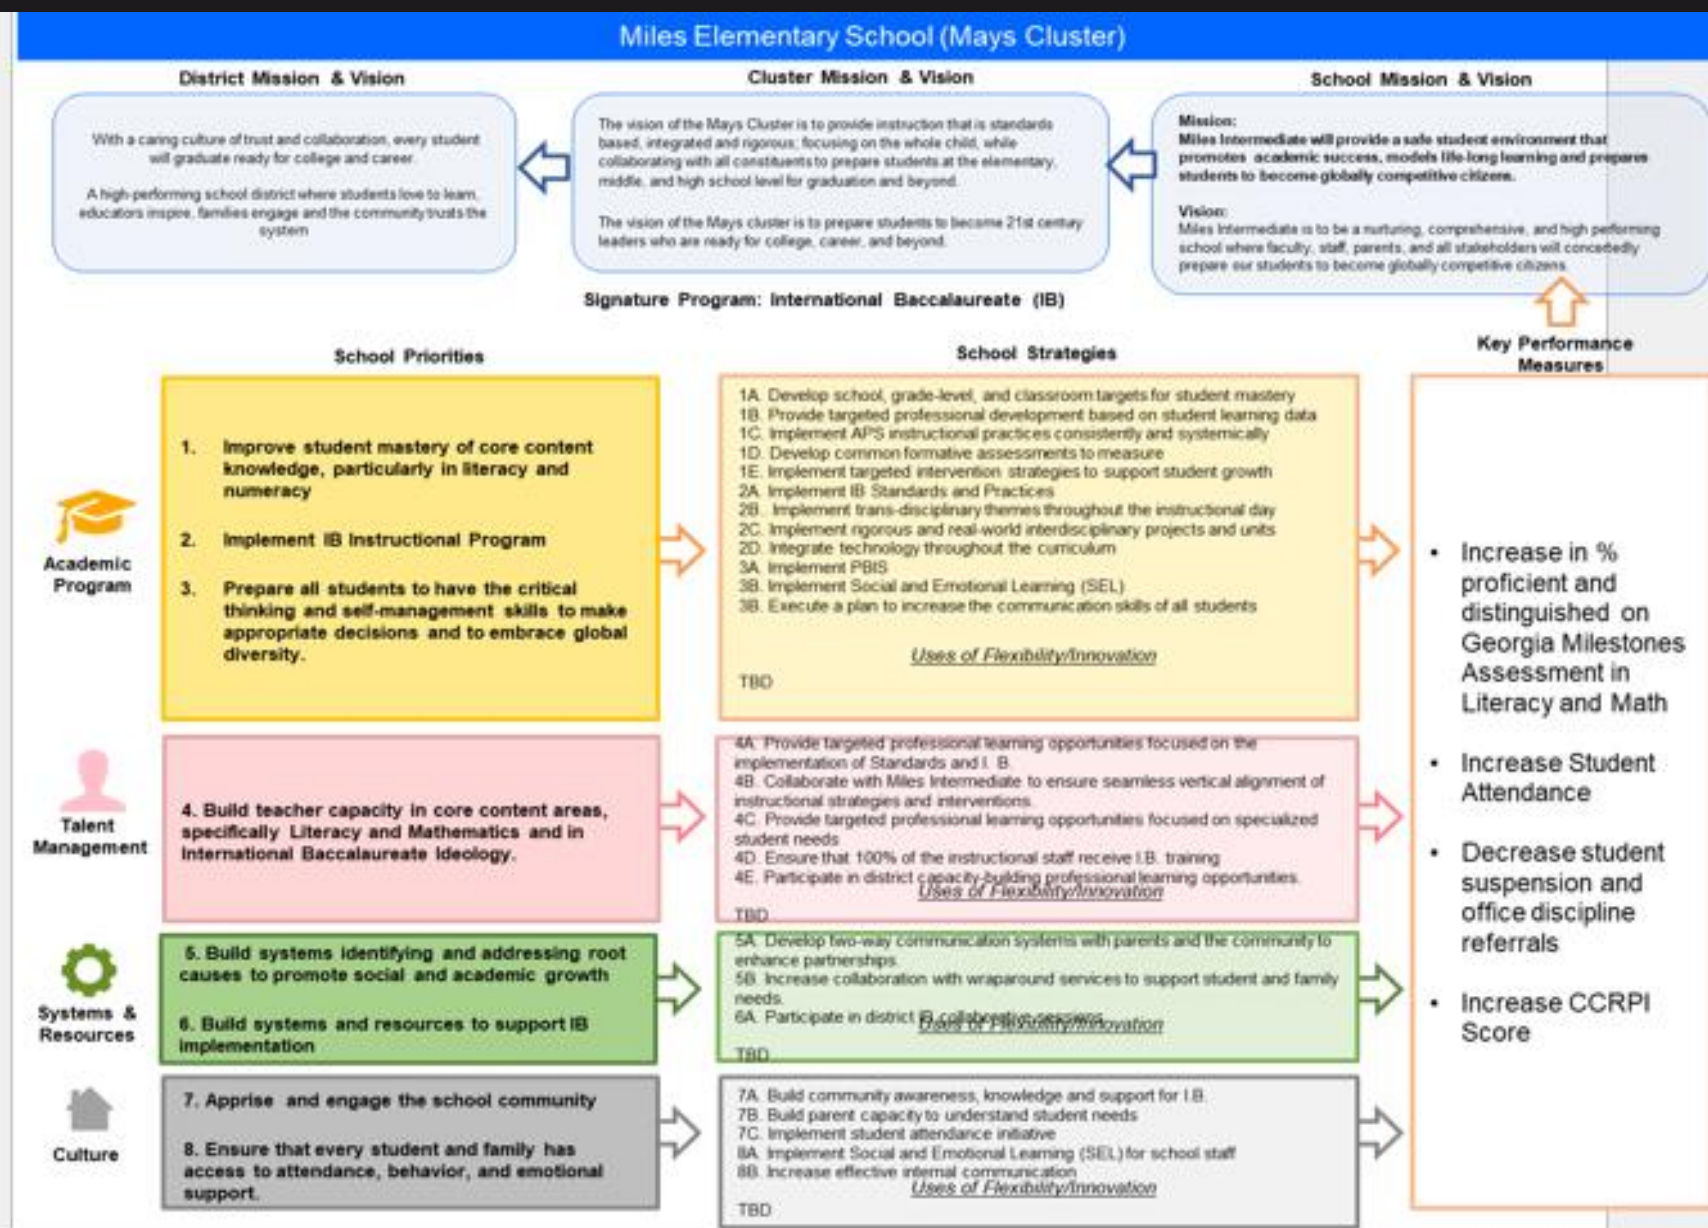 Miles Elementary School (Mays Cluster)
District Mission & Vision
With a caring culture of trust and collaboration, every student
will graduate ready for college and career.
A high-performing school district where students love to learn,
educators inspire, families engage and the community trusts the
system
Cluster Mission & Vision
The vision of the Mays Cluster is to provide instruction that is standards
based, integrated and rigorous; focusing on the whole child, while
collaborating with all constituents to prepare students at the elementary,
middle, and high school level for graduation and beyond.
The vision of the Mays cluster is to prepare students to become 21st century
leaders who are ready for college, career, and beyond.
School Mission & Vision
Mission:
Miles Intermediate will provide a safe student environment that
promotes academic success, models life-long learning and prepares
students to become globally competitive citizens.
Vision:
Miles Intermediate is to be a nurturing, comprehensive, and high performing
school where faculty, staff, parents, and all stakeholders will concertedly
prepare our students to become globally competitive citizens.
Signature Program: International Baccalaureate (IB)
School Priorities
School Strategies
Key Performance
Measures
Academic
Program
1. Improve student mastery of core content
knowledge, particularly in literacy and
numeracy
2. Implement IB Instructional Program
3. Prepare all students to have the critical
thinking and self-management skills to make
appropriate decisions and to embrace global
diversity.
1A. Develop school, grade-level, and classroom targets for student mastery
1B. Provide targeted professional development based on student learning data
1C. Implement APS instructional practices consistently and systemically
1D. Develop common formative assessments to measure
1E. Implement targeted intervention strategies to support student growth
2A. Implement IB Standards and Practices
2B. Implement trans-disciplinary themes throughout the instructional day
2C. Implement rigorous and real-world interdisciplinary projects and units
2D. Integrate technology throughout the curriculum
3A. Implement PBIS
3B. Implement Social and Emotional Learning (SEL)
3B. Execute a plan to increase the communication skills of all students
Uses of Flexibility/Innovation
TBD
Talent
Management
4. Build teacher capacity in core content areas,
specifically Literacy and Mathematics and in
International Baccalaureate Ideology.
4A. Provide targeted professional learning opportunities focused on the
implementation of Standards and I. B.
4B. Collaborate with Miles Intermediate to ensure seamless vertical alignment of
instructional strategies and interventions.
4C. Provide targeted professional learning opportunities focused on specialized
student needs
4D. Ensure that 100% of the instructional staff receive I.B. training
4E. Participate in district capacity-building professional learning opportunities.
Uses of Flexibility/Innovation
TBD
Systems &
Resources
5. Build systems identifying and addressing root
causes to promote social and academic growth
6. Build systems and resources to support IB
implementation
5A. Develop two-way communication systems with parents and the community to
enhance partnerships.
5B. Increase collaboration with wraparound services to support student and family
needs.
6A. Participate in district IB collaborative sessions
Uses of Flexibility/Innovation
TBD
Culture
7. Apprise and engage the school community
8. Ensure that every student and family has
access to attendance, behavior, and emotional
support.
7A. Build community awareness, knowledge and support for I.B.
7B. Build parent capacity to understand student needs
7C. Implement student attendance initiative
8A. Implement Social and Emotional Learning (SEL) for school staff
8B. Increase effective internal communication
Uses of Flexibility/Innovation
TBD
• Increase in %
proficient and
distinguished on
Georgia Milestones
Assessment in
Literacy and Math
• Increase Student
Attendance
• Decrease student
suspension and
office discipline
referrals
• Increase CCRPI
Score